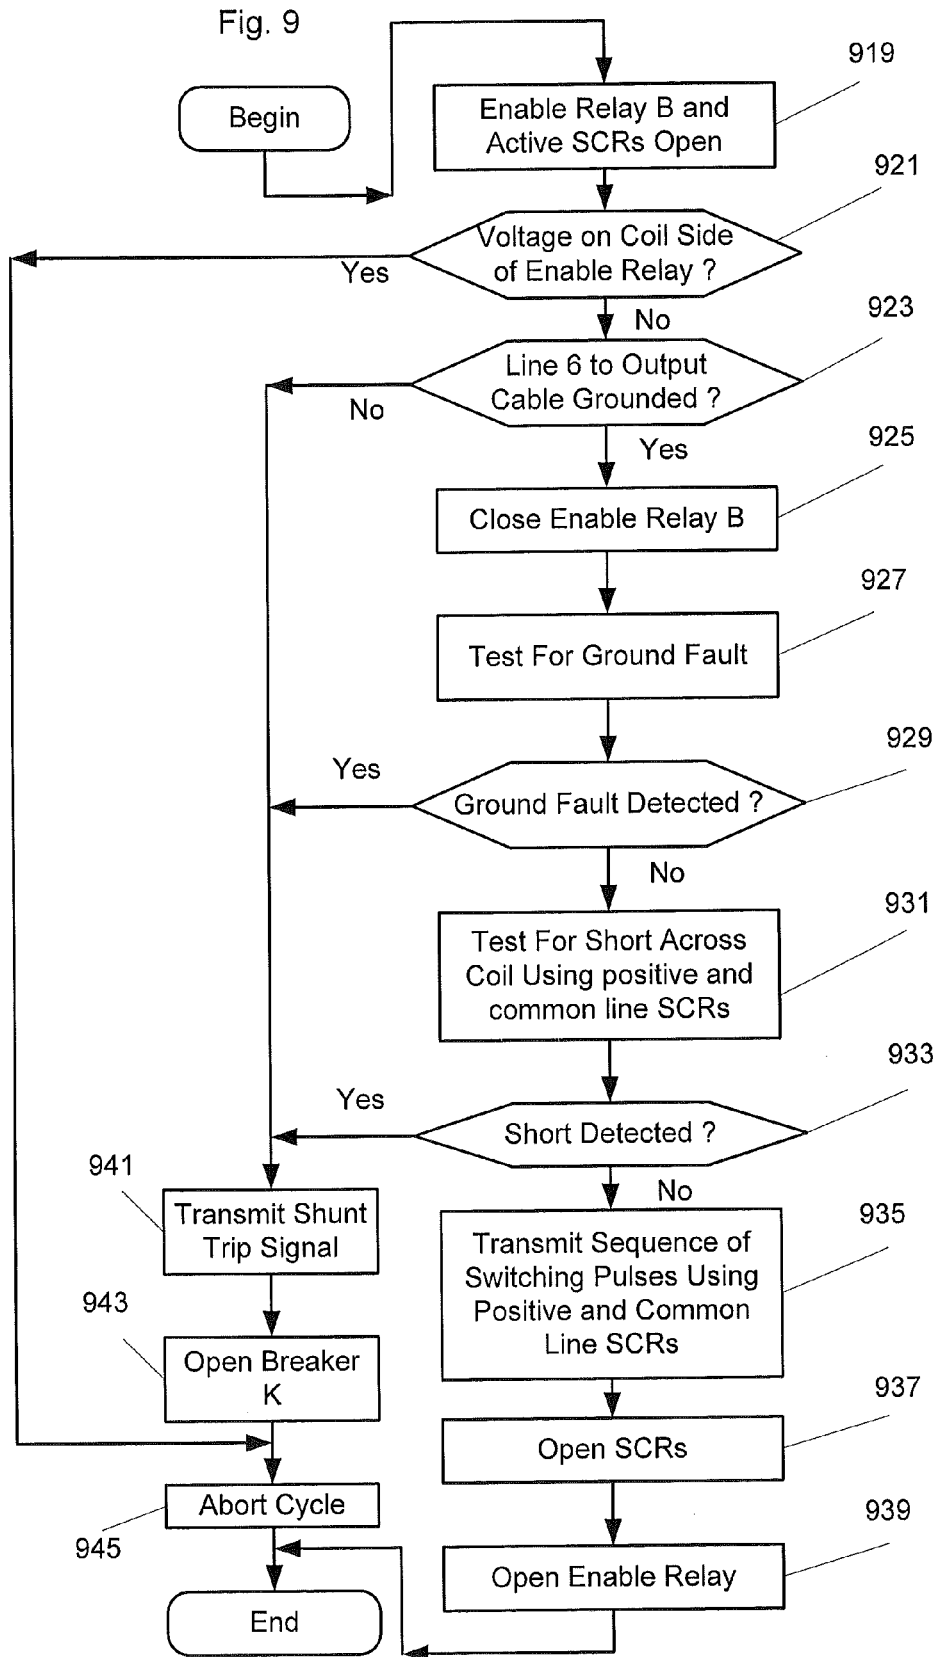 Fig. 9
Begin
919
Enable Relay B and
Active SCRs Open
921
Voltage on Coil Side
of Enable Relay ?
Yes
No
923
Line 6 to Output
Cable Grounded ?
No
Yes
925
Close Enable Relay B
927
Test For Ground Fault
929
Yes
Ground Fault Detected ?
No
931
Test For Short Across
Coil Using positive and
common line SCRs
933
Yes
Short Detected ?
No
941
Transmit Shunt
Trip Signal
935
Transmit Sequence of
Switching Pulses Using
Positive and Common
Line SCRs
943
Open Breaker
K
937
Open SCRs
Abort Cycle
945
939
Open Enable Relay
End